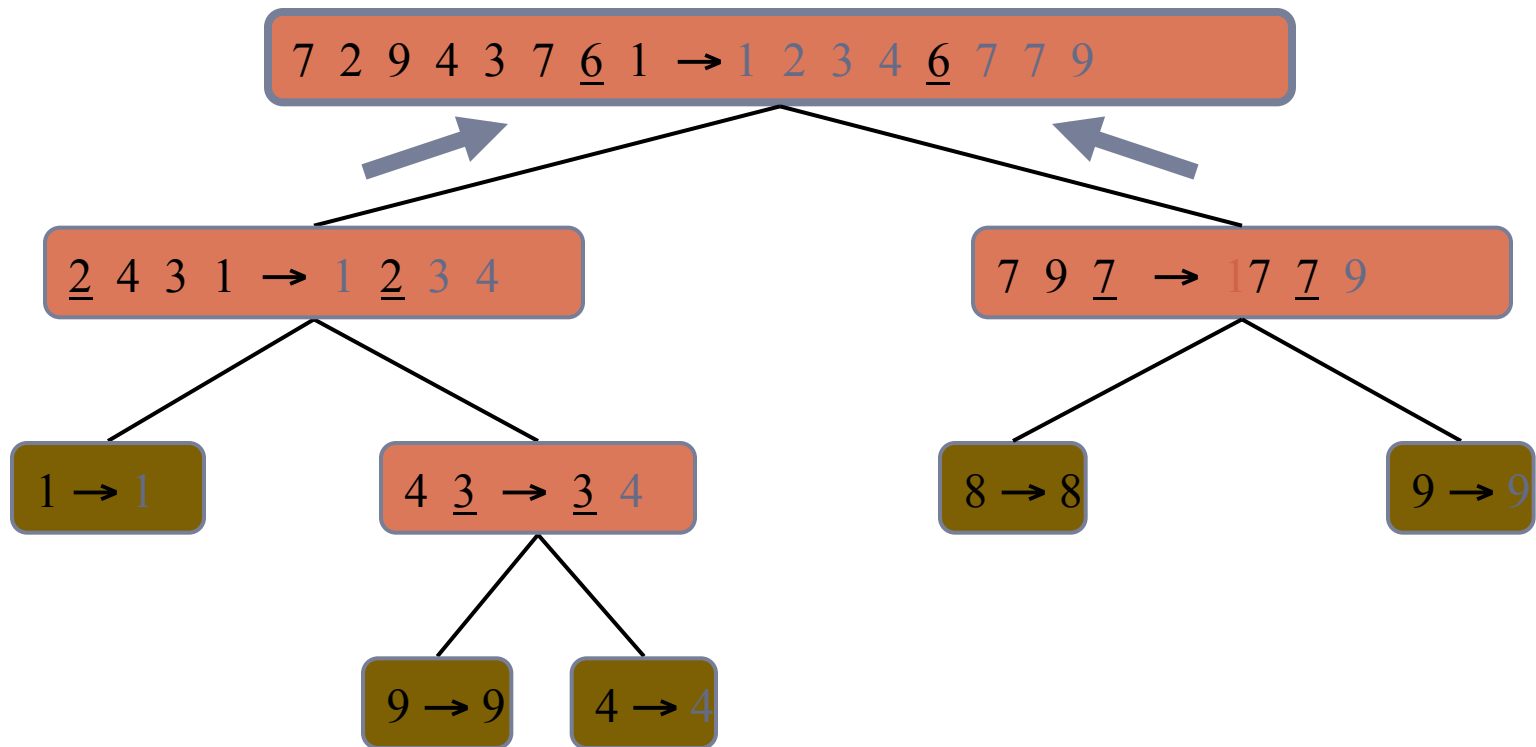 7 2 9 4 3 7 6 1 → 1 2 3 4 6 7 7 9
2 4 3 1 → 1 2 3 4
7 9 7 → 17 7 9
1 → 1
4 3 → 3 4
8 → 8
9 → 9
9 → 9
4 → 4